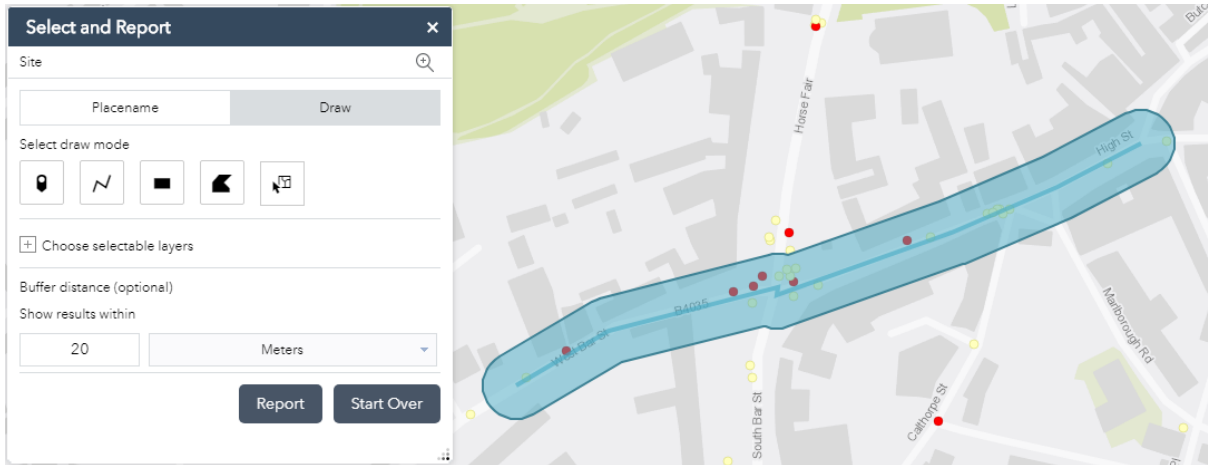 Select and Report
Site
Placename
Draw
Select draw mode
Choose selectable layers
Buffer distance (optional)
Show results within
20
Meters
Report
Start Over
Horse Fair
High St
B4035
West Bar St
South Bar St
Calthorpe St
Marlborough Rd